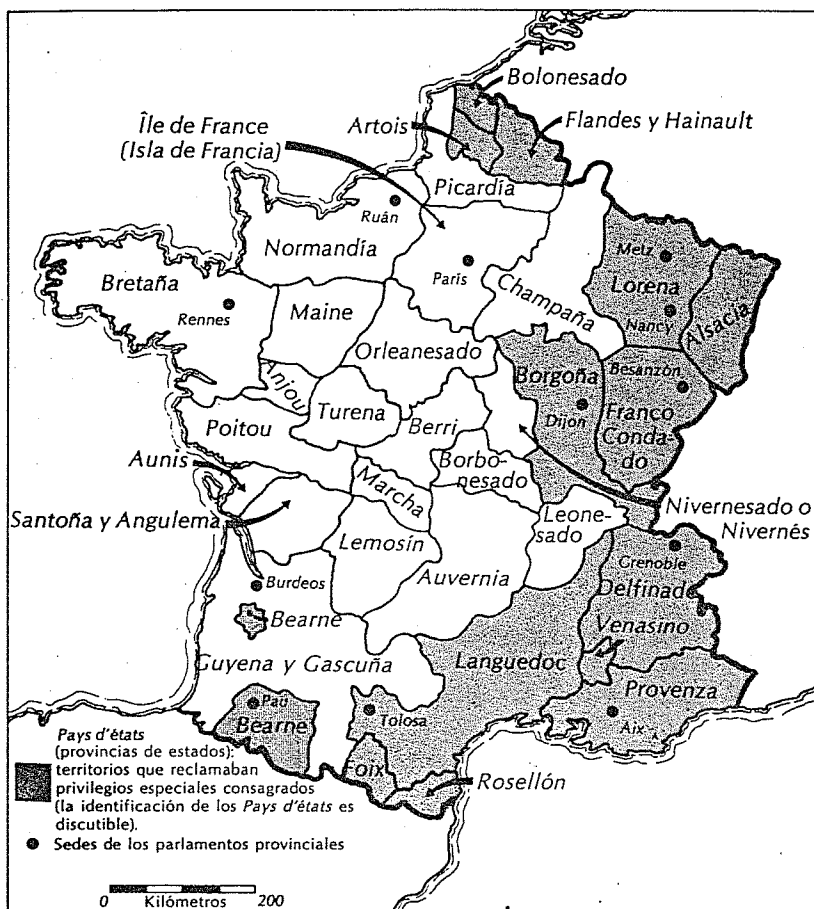 Bolonesado
Île de France
(Isla de Francia)
Artois
Flandes y Hainault
Picardía
Ruán
Normandía
Metz
Bretaña
París
Champaña
Lorena
Rennes
Maine
Nancy
Alsacia
Orleanesado
Anjou
Borgoña
Besanzón
Turena
Berri
Dijon
Franco
Conda-
do
Poitou
Aunis
Marcha
Borbo-
nesado
Nivernesado o
Nivernés
Santoña y Angulema
Lemosín
Leone-
sado
Auvernia
Grenoble
Delfinado
Burdeos
Bearne
Venasino
Guyena y Gascuña
Languedoc
Provenza
Pau
Bearne
Tolosa
Aix
Foix
Rosellón
Pays d'états
(provincias de estados):
territorios que reclamaban
privilegios especiales consagrados
(la identificación de los Pays d'états es
discutible).
Sedes de los parlamentos provinciales
0 Kilómetros 200